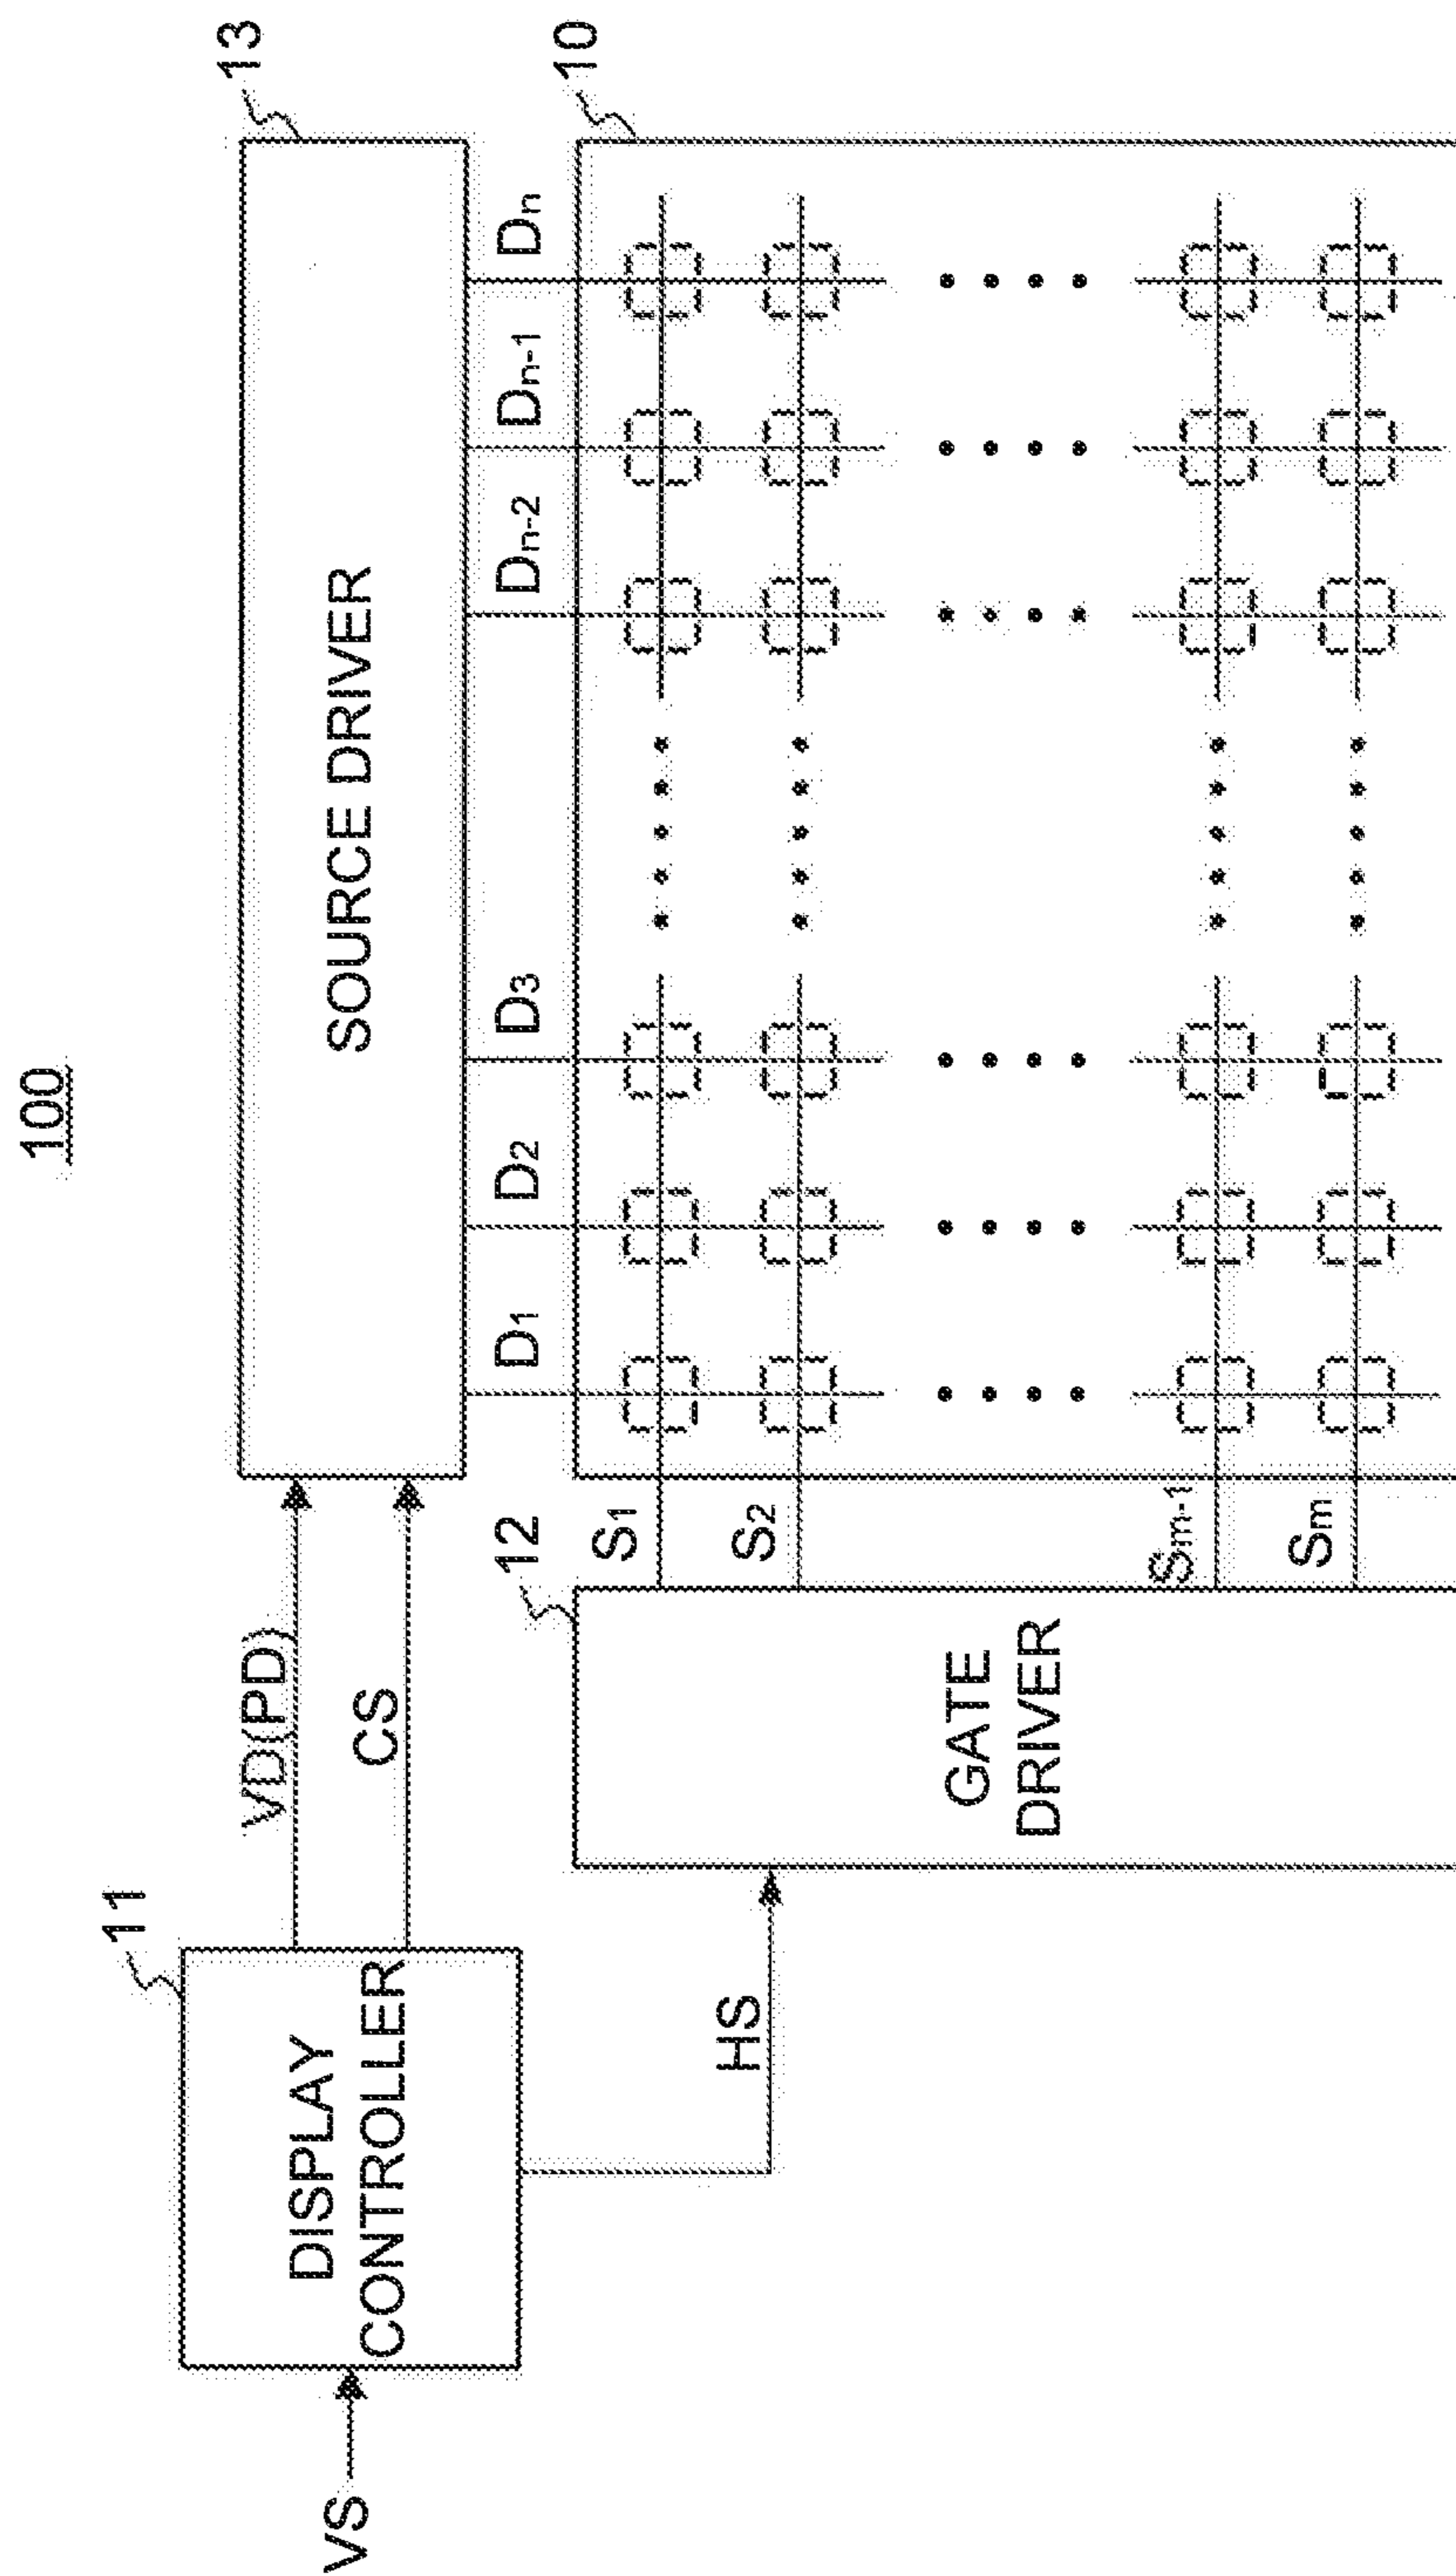 100
11
DISPLAY
CONTROLLER
VS
VD(PD)
CS
HS
13
SOURCE DRIVER
D1
D2
D3
Dn-2
Dn-1
Dn
10
12
GATE
DRIVER
S1
S2
Sm-1
Sm